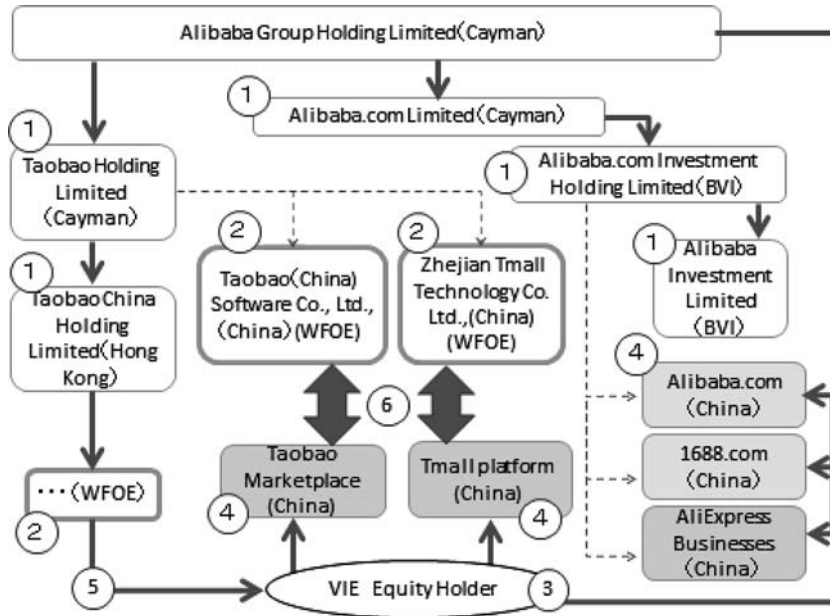 Alibaba Group Holding Limited(Cayman)
1
Alibaba.com Limited(Cayman)
1
Taobao Holding
Limited
(Cayman)
1
Alibaba.com Investment
Holding Limited(BVI)
2
Taobao(China)
Software Co., Ltd.,
(China)(WFOE)
2
Zhejian Tmall
Technology Co.
Ltd.,(China)
(WFOE)
1
Alibaba
Investment
Limited
(BVI)
1
Taobao China
Holding
Limited(Hong
Kong)
6
4
Alibaba.com
(China)
1688.com
(China)
AliExpress
Businesses
(China)
Taobao
Marketplace
(China)
4
Tmall platform
(China)
4
···(WFOE)
2
5
VIE Equity Holder
3